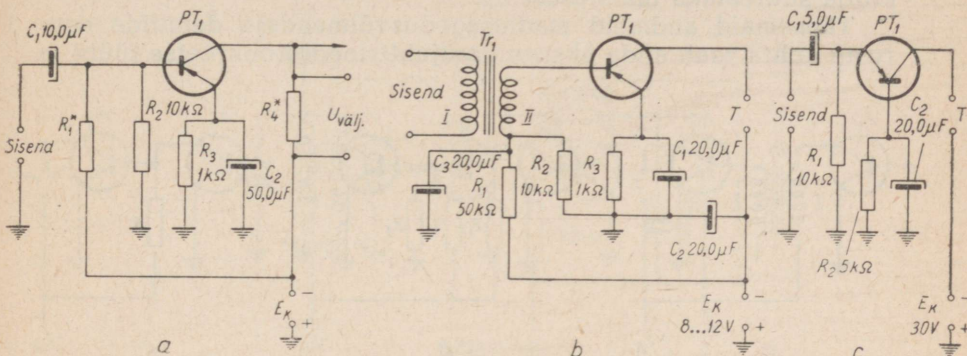 C₁ 10,0μF
PT₁
R₁*
R₂ 10kΩ
Sisend
R₃
1kΩ
C₂
50,0μF
R₄*
Uvälj.
Eₖ
-
+
a
Tr₁
Sisend
I
II
PT₁
C₃ 20,0μF
R₁
50kΩ
R₂
10kΩ
R₃
1kΩ
C₁ 20,0μF
C₂ 20,0μF
T
Eₖ
8...12V
-
+
b
C₁ 5,0μF
PT₁
Sisend
R₁
10kΩ
C₂
20,0μF
T
R₂ 5kΩ
Eₖ
30V
-
+
c